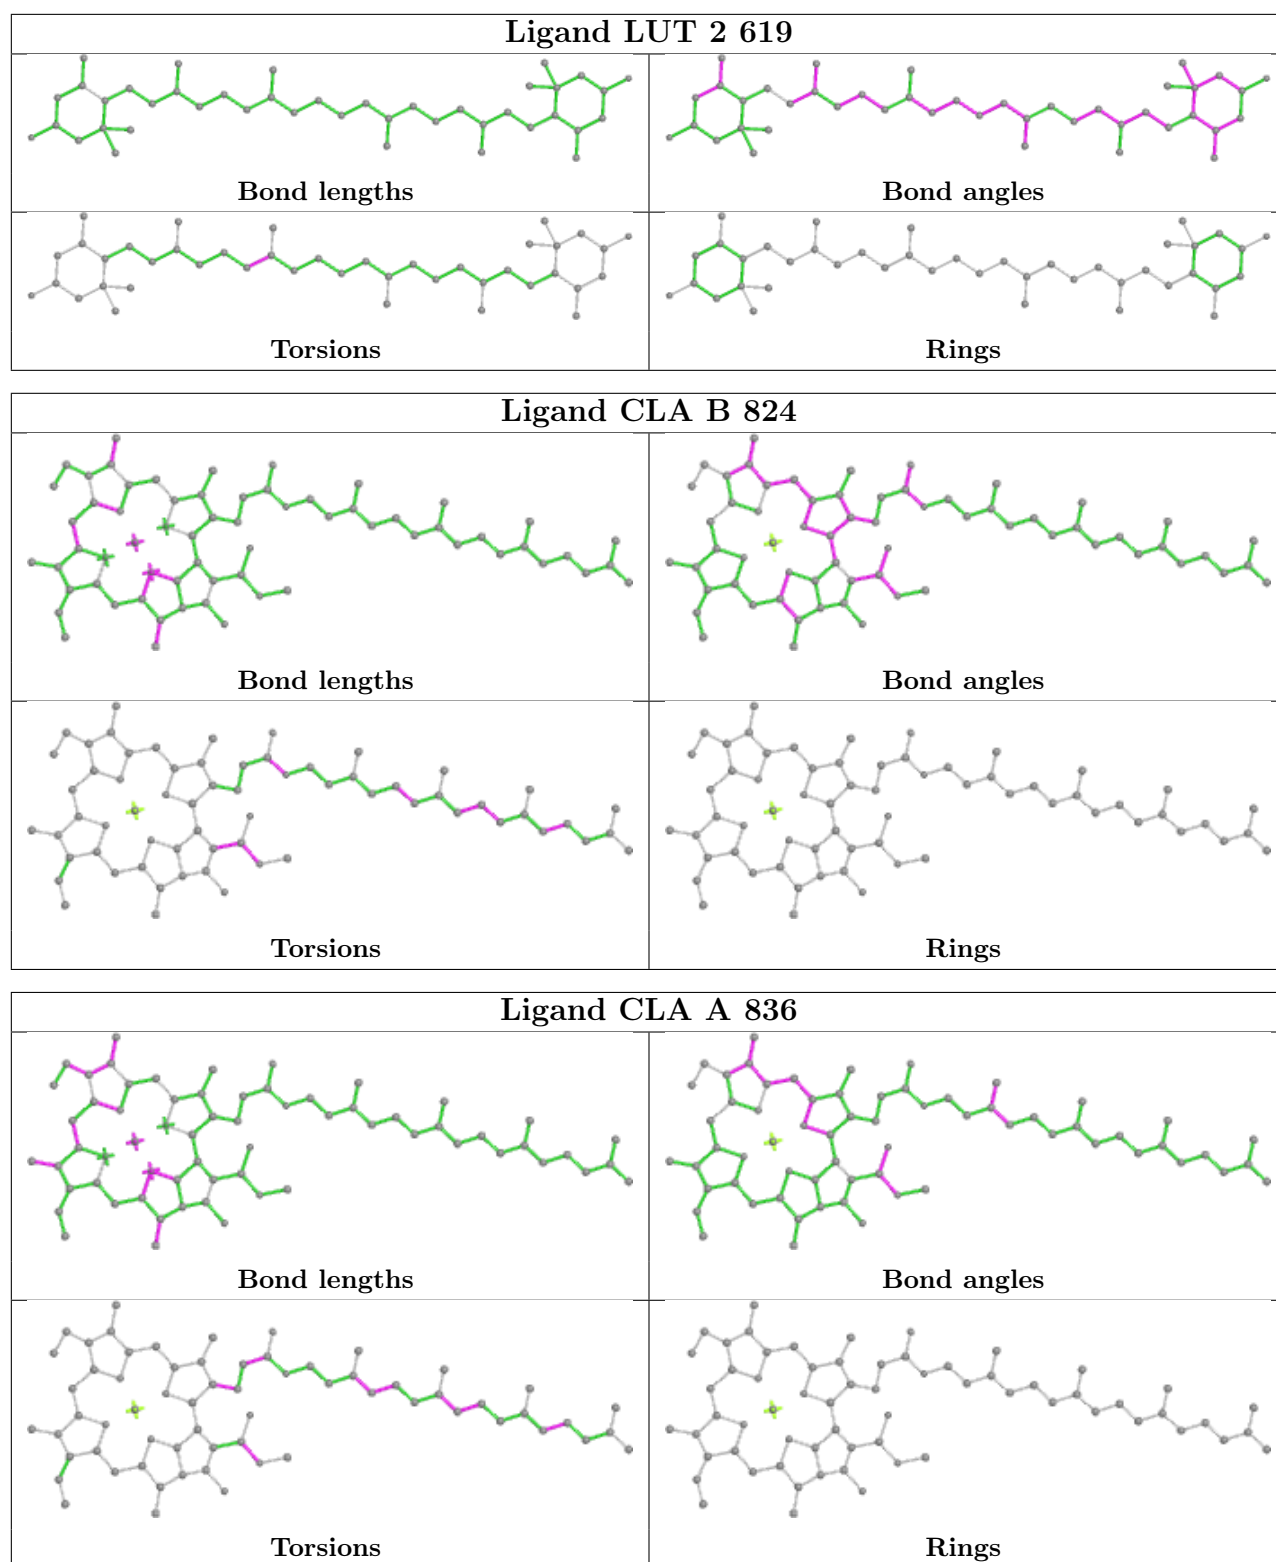 Ligand LUT 2 619
Bond lengths
Bond angles
Torsions
Rings
Ligand CLA B 824
Bond lengths
Bond angles
Torsions
Rings
Ligand CLA A 836
Bond lengths
Bond angles
Torsions
Rings